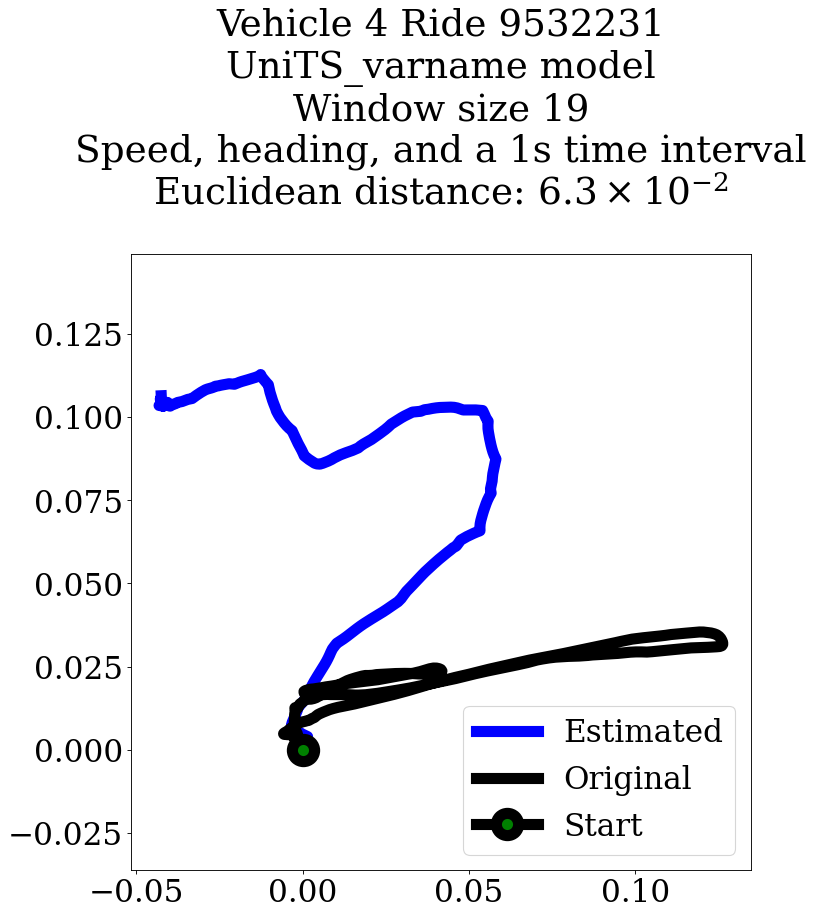 Vehicle 4 Ride 9532231
UniTS_varname model
Window size 19
Speed, heading, and a 1s time interval
Euclidean distance: 6.3 × 10⁻²
0.125
0.100
0.075
0.050
0.025
0.000
−0.025
Estimated
Original
Start
−0.05 0.00 0.05 0.10